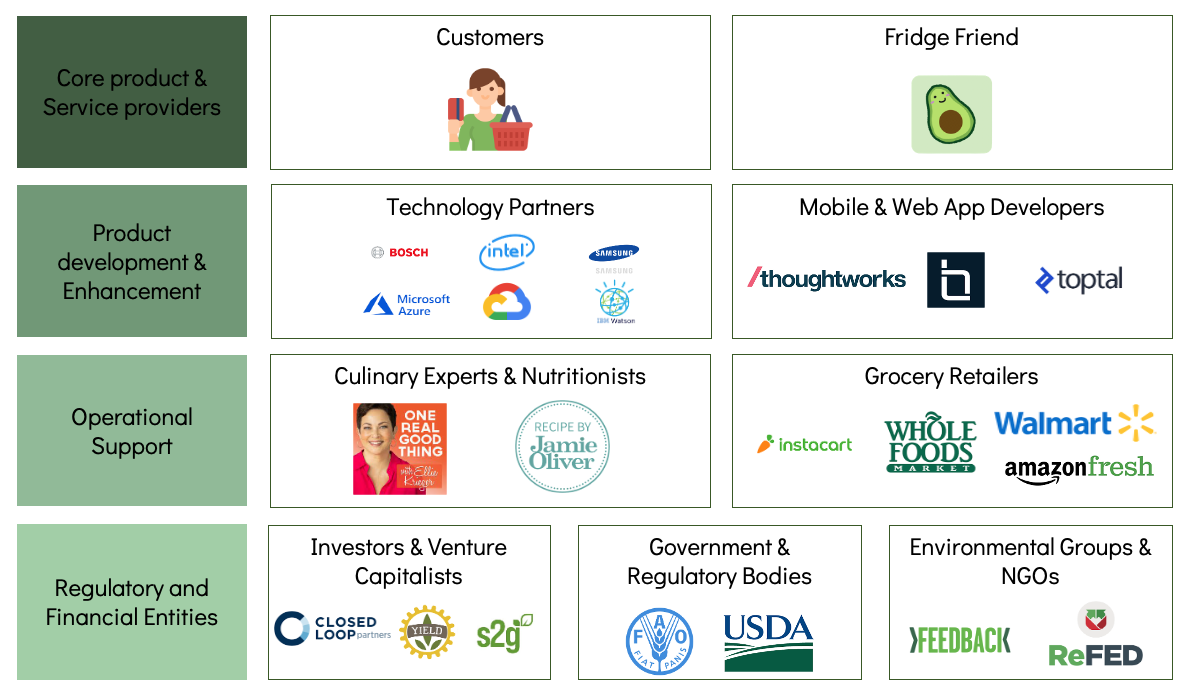 Core product &
Service providers
Customers
Fridge Friend
Product
development &
Enhancement
Technology Partners
BOSCH
intel
SAMSUNG
SAMSUNG
Microsoft
Azure
IBM Watson
Mobile & Web App Developers
/thoughtworks
toptal
Operational
Support
Culinary Experts & Nutritionists
ONE
REAL
GOOD
THING
with Ellie
Krieger
RECIPE BY
Jamie
Oliver
Grocery Retailers
instacart
WHOLE
FOODS
MARKET
Walmart
amazonfresh
Regulatory and
Financial Entities
Investors & Venture
Capitalists
CLOSED
LOOP partners
YIELD
s2g
Government &
Regulatory Bodies
F A O
FIAT PANIS
USDA
Environmental Groups &
NGOs
FEEDBACK
ReFED